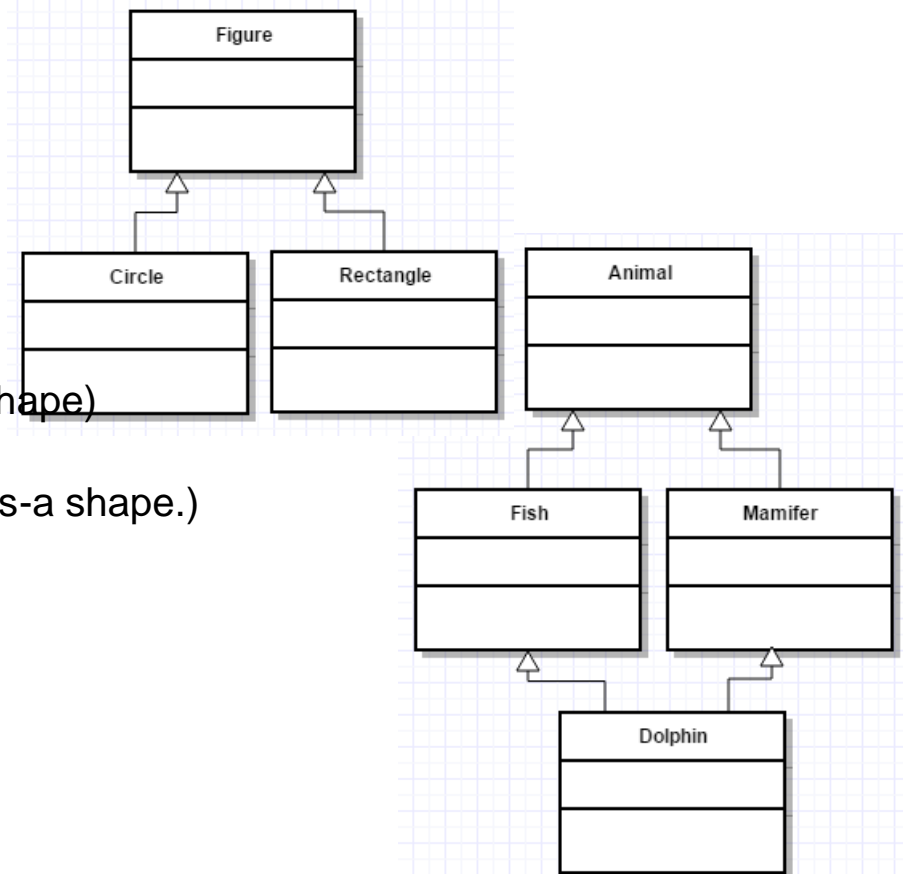 Figure
Circle
Rectangle
Animal
hape)
s-a shape.)
Fish
Mamifer
Dolphin